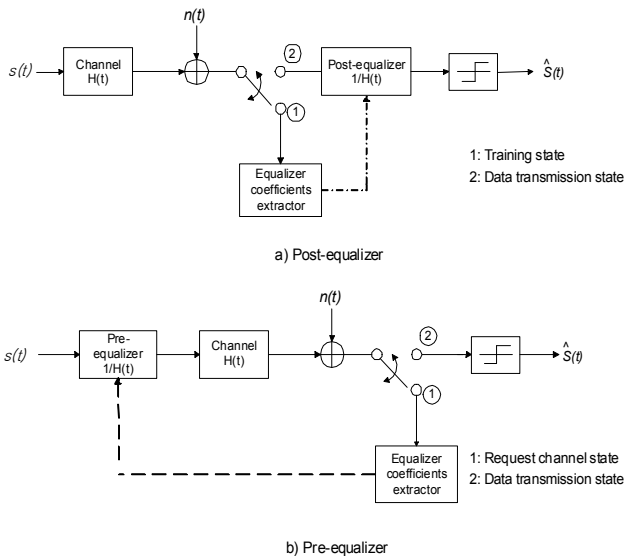 n(t)
s(t)
Channel
H(t)
2
Post-equalizer
1/H(t)
Ŝ(t)
1
Equalizer
coefficients
extractor
1: Training state
2: Data transmission state
a) Post-equalizer
n(t)
s(t)
Pre-
equalizer
1/H(t)
Channel
H(t)
2
Ŝ(t)
1
Equalizer
coefficients
extractor
1: Request channel state
2: Data transmission state
b) Pre-equalizer